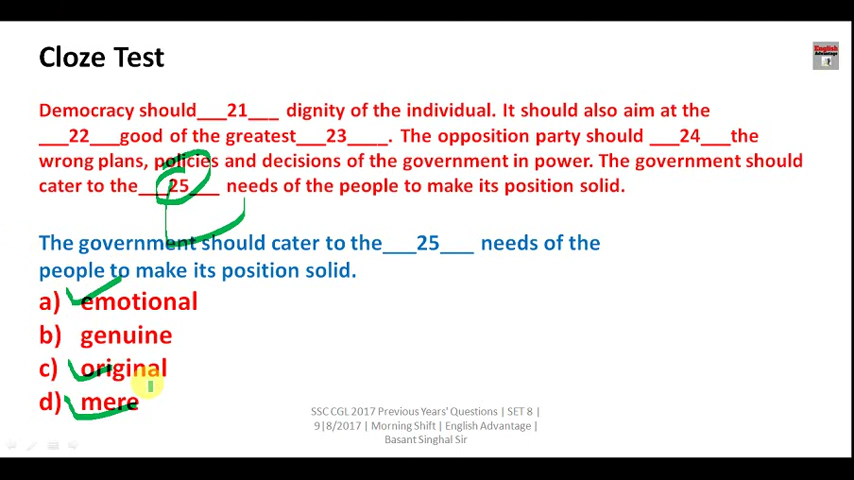 Cloze Test
English
Advantage
Democracy should___21___ dignity of the individual. It should also aim at the
___22___good of the greatest___23____. The opposition party should ___24___the
wrong plans, policies and decisions of the government in power. The government should
cater to the___25___ needs of the people to make its position solid.
The government should cater to the___25___ needs of the
people to make its position solid.
a) emotional
b) genuine
c) original
d) mere
SSC CGL 2017 Previous Years' Questions | SET 8 |
9|8/2017 | Morning Shift | English Advantage |
Basant Singhal Sir